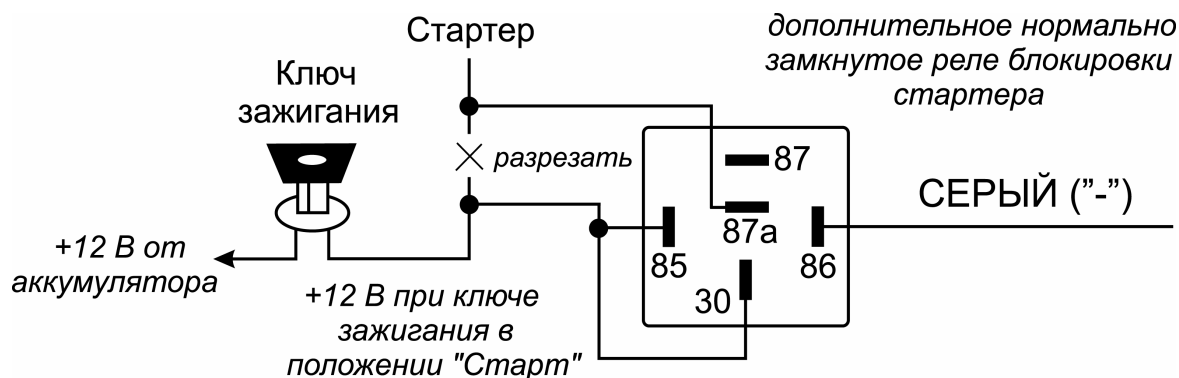 Стартер
дополнительное нормально
замкнутое реле блокировки
стартера
Ключ
зажигания
разрезать
87
87а
85
86
30
СЕРЫЙ ("-")
+12 В от
аккумулятора
+12 В при ключе
зажигания в
положении "Старт"